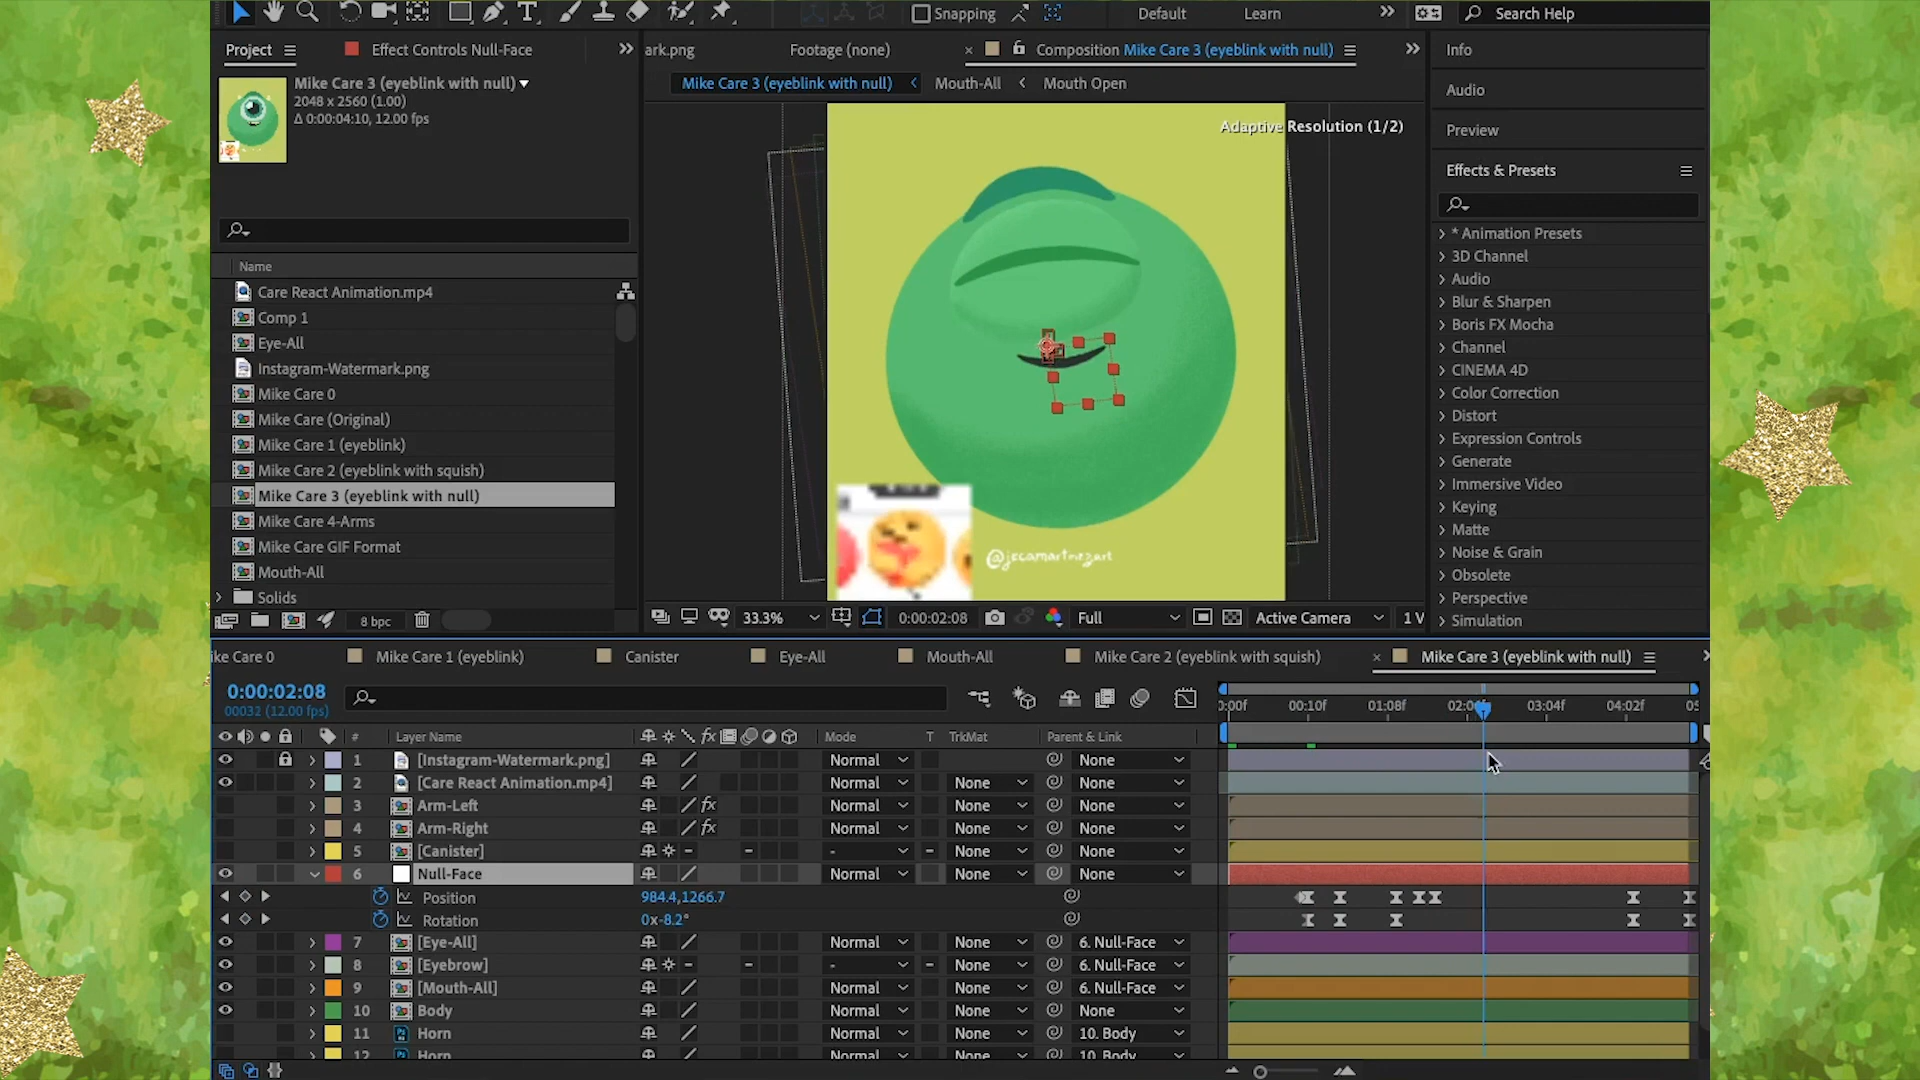 Snapping
Default
Learn
Search Help
Project
Effect Controls Null-Face
ark.png
Footage (none)
Composition Mike Care 3 (eyeblink with null)
Info
Mike Care 3 (eyeblink with null)
2048 x 2560 (1.00)
Δ 0:00:04:10, 12.00 fps
Mike Care 3 (eyeblink with null)
Mouth-All
Mouth Open
Audio
Preview
Effects & Presets
Adaptive Resolution (1/2)
Name
Care React Animation.mp4
Comp 1
Eye-All
Instagram-Watermark.png
Mike Care 0
Mike Care (Original)
Mike Care 1 (eyeblink)
Mike Care 2 (eyeblink with squish)
Mike Care 3 (eyeblink with null)
Mike Care 4-Arms
Mike Care GIF Format
Mouth-All
Solids
8 bpc
* Animation Presets
3D Channel
Audio
Blur & Sharpen
Boris FX Mocha
Channel
CINEMA 4D
Color Correction
Distort
Expression Controls
Generate
Immersive Video
Keying
Matte
Noise & Grain
Obsolete
Perspective
Simulation
@jecamartinezart
33.3%
0:00:02:08
Full
Active Camera
1 V
ike Care 0
Mike Care 1 (eyeblink)
Canister
Eye-All
Mouth-All
Mike Care 2 (eyeblink with squish)
Mike Care 3 (eyeblink with null)
0:00:02:08
00032 (12.00 fps)
0:00f
00:10f
01:08f
02:0
03:04f
04:02f
05
Layer Name
fx
Mode
T
TrkMat
Parent & Link
1 [Instagram-Watermark.png] Normal None
2 [Care React Animation.mp4] Normal None None
3 Arm-Left fx Normal None None
4 Arm-Right fx Normal None None
5 [Canister] - None None
6 Null-Face Normal None None
Position 984.4,1266.7
Rotation 0x-8.2°
7 [Eye-All] Normal None 6. Null-Face
8 [Eyebrow] - None 6. Null-Face
9 [Mouth-All] Normal None 6. Null-Face
10 Body Normal None None
11 Horn Normal None 10. Body
12 Horn Normal None 10. Body